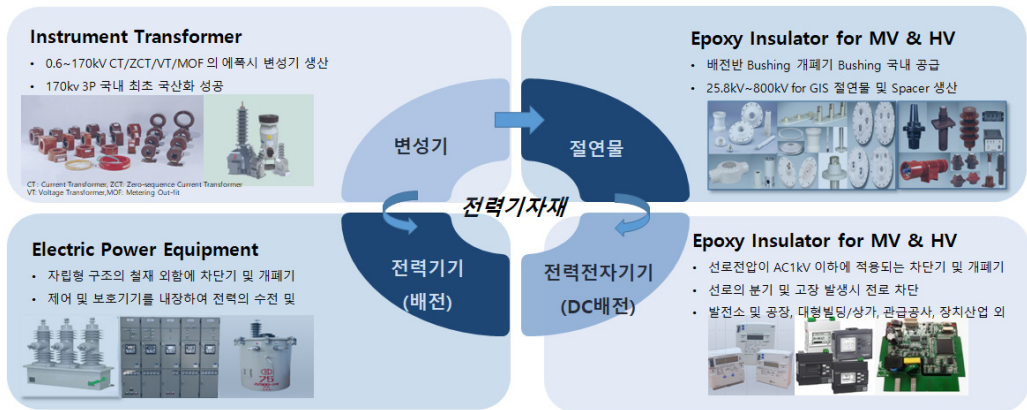 Instrument Transformer
• 0.6~170kV CT/ZCT/VT/MOF의 에폭시 변성기 생산
• 170kv 3P 국내 최초 국산화 성공
CT: Current Transformer, ZCT: Zero-sequence Current Transformer
VT: Voltage Transformer,MOF: Metering Out-fit
Epoxy Insulator for MV & HV
• 배전반 Bushing 개폐기 Bushing 국내 공급
• 25.8kV~800kV for GIS 절연물 및 Spacer 생산
변성기
절연물
전력기자재
전력기기
(배전)
전력전자기기
(DC배전)
Electric Power Equipment
• 자립형 구조의 철재 외함에 차단기 및 개폐기
• 제어 및 보호기기를 내장하여 전력의 수전 및
75
Epoxy Insulator for MV & HV
• 선로전압이 AC1kV 이하에 적용되는 차단기 및 개폐기
• 선로의 분기 및 고장 발생시 전로 차단
• 발전소 및 공장, 대형빌딩/상가, 관급공사, 장치산업 외